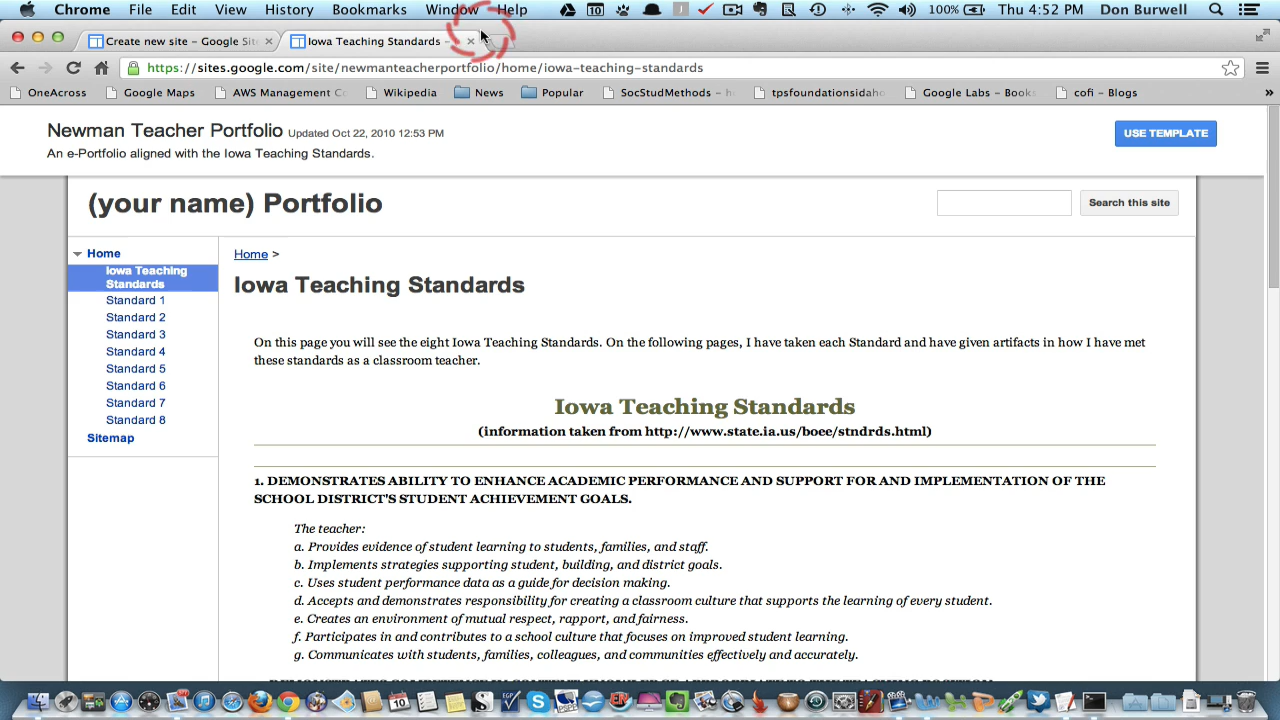 Chrome File Edit View History Bookmarks Window Help 10 100% Thu 4:52 PM Don Burwell
Create new site – Google Site
Iowa Teaching Standards –
https://sites.google.com/site/newmanteacherportfolio/home/iowa-teaching-standards
OneAcross Google Maps AWS Management Co Wikipedia News Popular SocStudMethods – h tpsfoundationsidaho Google Labs – Books cofi – Blogs »
Newman Teacher Portfolio Updated Oct 22, 2010 12:53 PM
USE TEMPLATE
An e-Portfolio aligned with the Iowa Teaching Standards.
(your name) Portfolio
Search this site
Home
Iowa Teaching
Standards
Standard 1
Standard 2
Standard 3
Standard 4
Standard 5
Standard 6
Standard 7
Standard 8
Sitemap
Home >
Iowa Teaching Standards
On this page you will see the eight Iowa Teaching Standards. On the following pages, I have taken each Standard and have given artifacts in how I have met
these standards as a classroom teacher.
Iowa Teaching Standards
(information taken from http://www.state.ia.us/boee/stndrds.html)
1. DEMONSTRATES ABILITY TO ENHANCE ACADEMIC PERFORMANCE AND SUPPORT FOR AND IMPLEMENTATION OF THE
SCHOOL DISTRICT'S STUDENT ACHIEVEMENT GOALS.
The teacher:
a. Provides evidence of student learning to students, families, and staff.
b. Implements strategies supporting student, building, and district goals.
c. Uses student performance data as a guide for decision making.
d. Accepts and demonstrates responsibility for creating a classroom culture that supports the learning of every student.
e. Creates an environment of mutual respect, rapport, and fairness.
f. Participates in and contributes to a school culture that focuses on improved student learning.
g. Communicates with students, families, colleagues, and communities effectively and accurately.